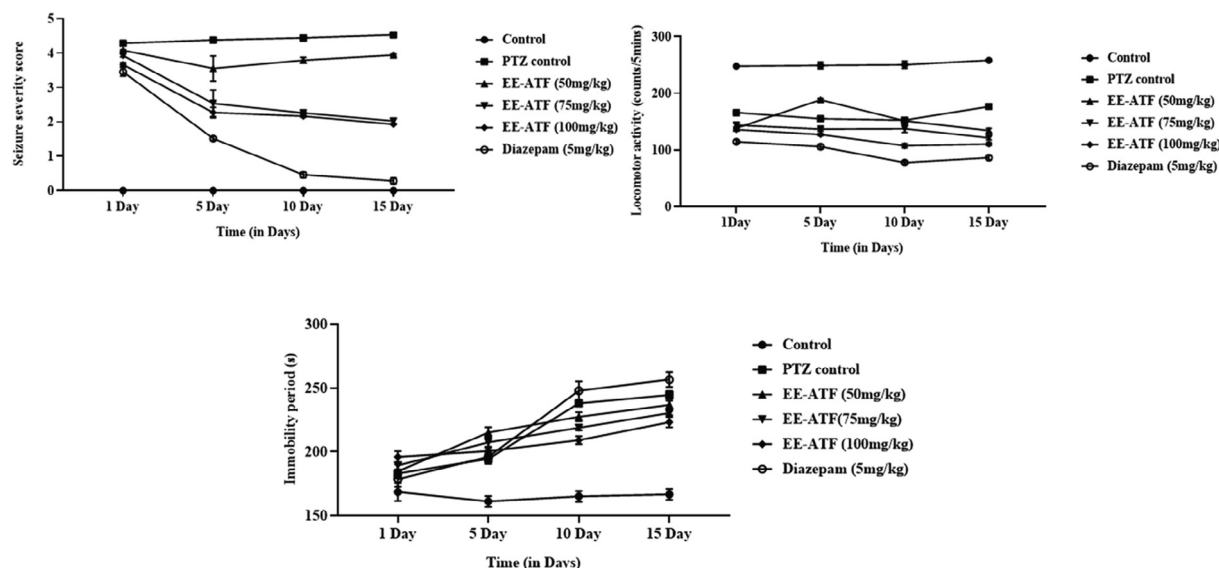 Seizure severity score
5
4
3
2
1
0
1 Day
5 Day
10 Day
15 Day
Time (in Days)
Control
PTZ control
EE-ATF (50mg/kg)
EE-ATF (75mg/kg)
EE-ATF (100mg/kg)
Diazepam (5mg/kg)
Locomotor activity (counts/5mins)
300
200
100
0
1Day
5 Day
10 Day
15 Day
Time (in Days)
Control
PTZ control
EE-ATF (50mg/kg)
EE-ATF (75mg/kg)
EE-ATF (100mg/kg)
Diazepam (5mg/kg)
Immobility period (s)
300
250
200
150
1 Day
5 Day
10 Day
15 Day
Time (in Days)
Control
PTZ control
EE-ATF (50mg/kg)
EE-ATF(75mg/kg)
EE-ATF (100mg/kg)
Diazepam (5mg/kg)